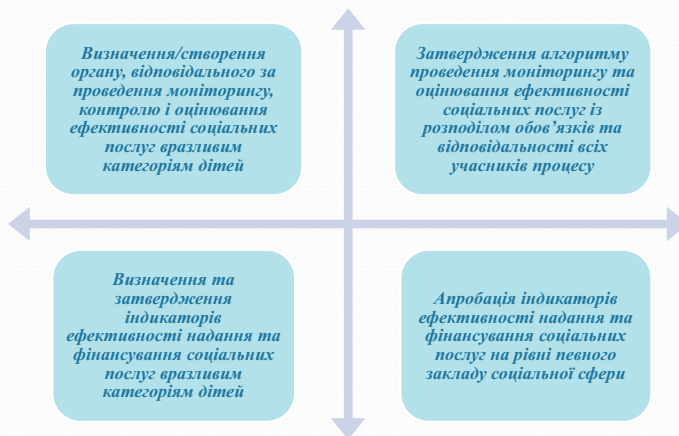 Визначення/створення
органу, відповідального за
проведення моніторингу,
контролю і оцінювання
ефективності соціальних
послуг вразливим
категоріям дітей
Затвердження алгоритму
проведення моніторингу та
оцінювання ефективності
соціальних послуг із
розподілом обов’язків та
відповідальності всіх
учасників процесу
Визначення та
затвердження
індикаторів
ефективності надання та
фінансування соціальних
послуг вразливим
категоріям дітей
Апробація індикаторів
ефективності надання та
фінансування соціальних
послуг на рівні певного
закладу соціальної сфери